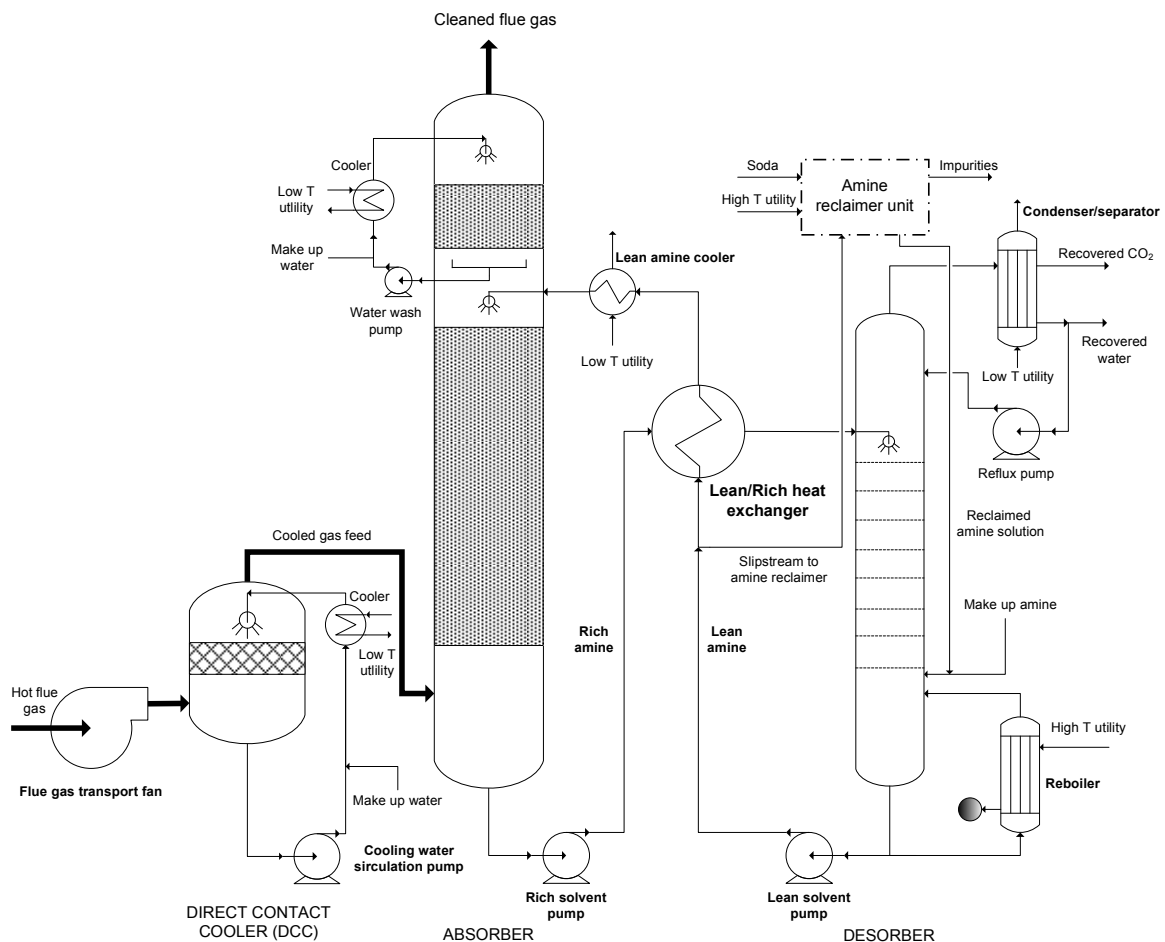 Cleaned flue gas
Cooler
Low T
utlility
Make up
water
Water wash
pump
Lean amine cooler
Low T utility
Soda
High T utility
Amine
reclaimer unit
Impurities
Condenser/separator
Recovered CO₂
Recovered
water
Low T utility
Reflux pump
Lean/Rich heat
exchanger
Slipstream to
amine reclaimer
Reclaimed
amine solution
Make up amine
Cooled gas feed
Cooler
Low T
utlility
Rich
amine
Lean
amine
Hot flue
gas
Flue gas transport fan
Make up water
Cooling water
sirculation pump
High T utility
Reboiler
Rich solvent
pump
Lean solvent
pump
DIRECT CONTACT
COOLER (DCC)
ABSORBER
DESORBER